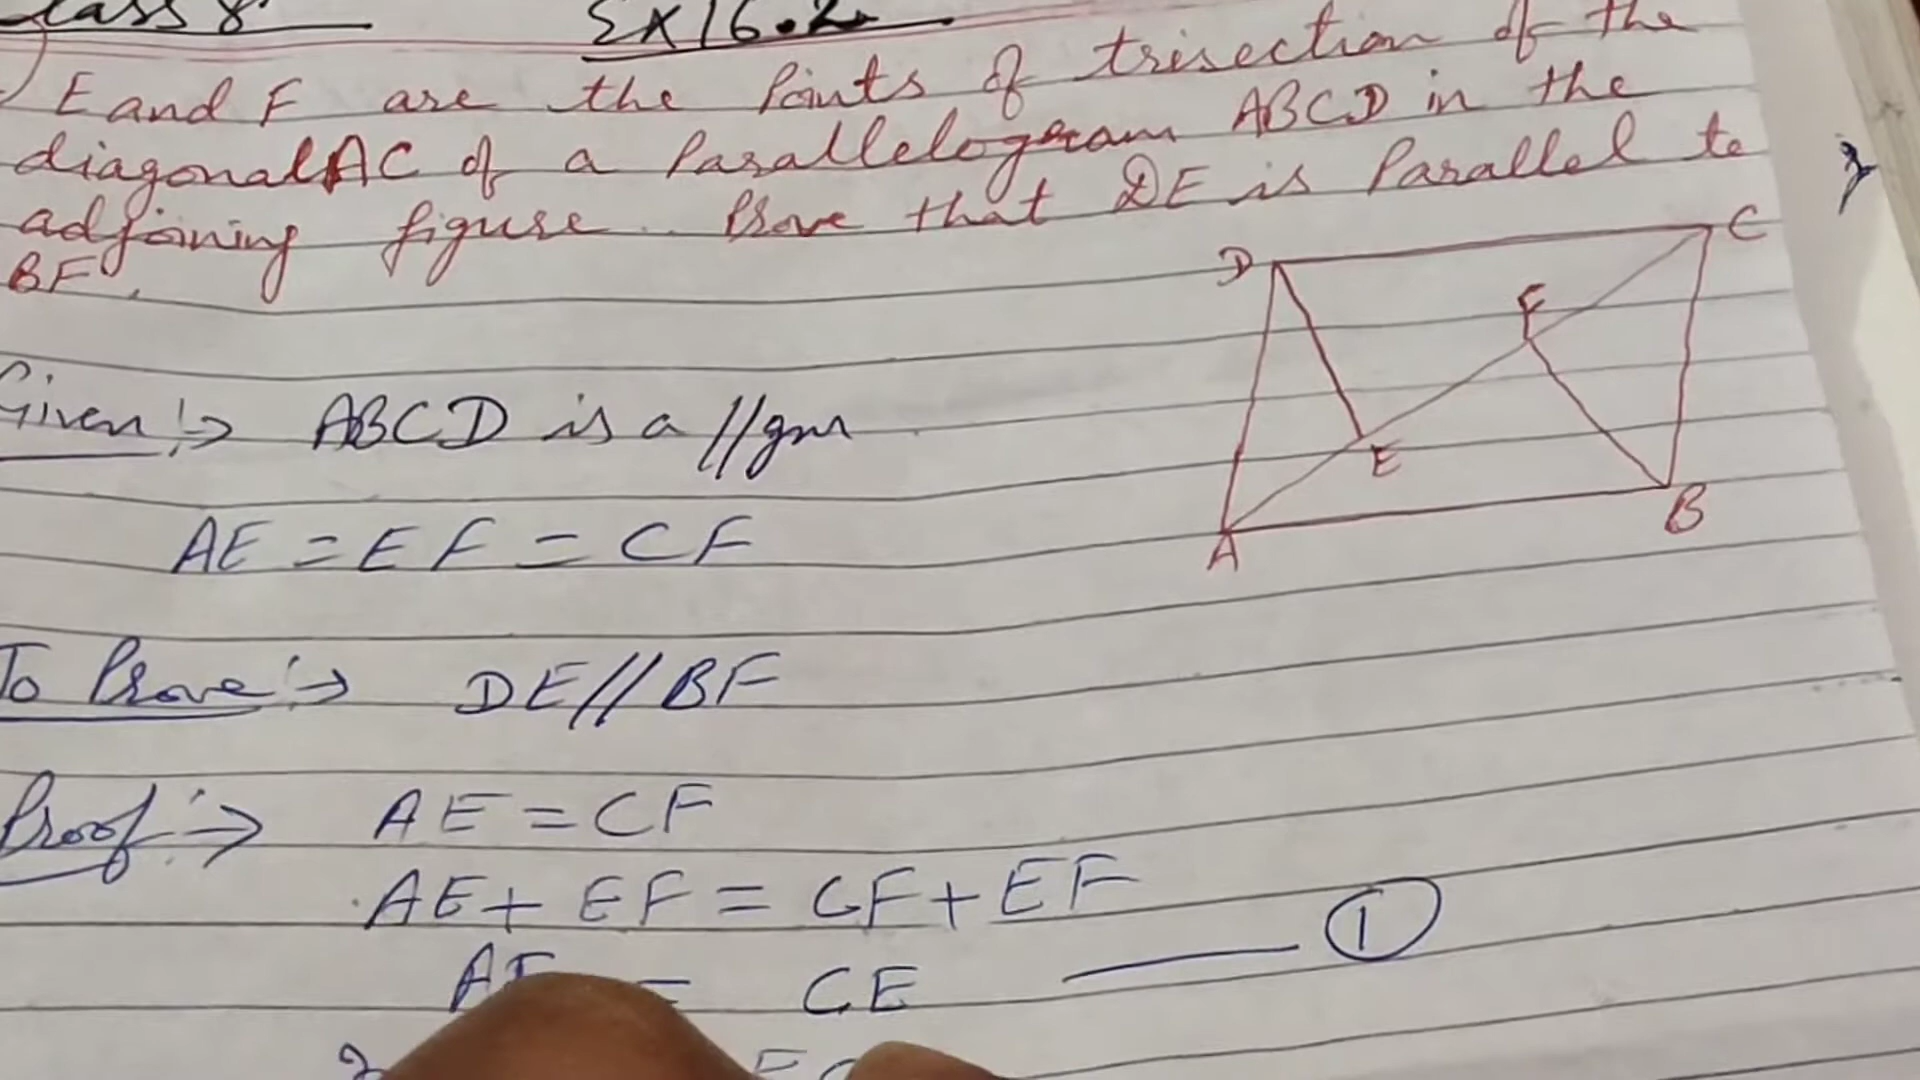 Class 8
Ex 16.2
E and F are the Points of trisection of the
diagonal AC of a Parallelogram ABCD in the
adjoining figure. Prove that DE is Parallel to
BF.
D
C
F
E
A
B
Given :→ ABCD is a //gm
AE = EF = CF
To Prove :→ DE//BF
Proof :→ AE = CF
AE + EF = CF + EF
= CE —— 1